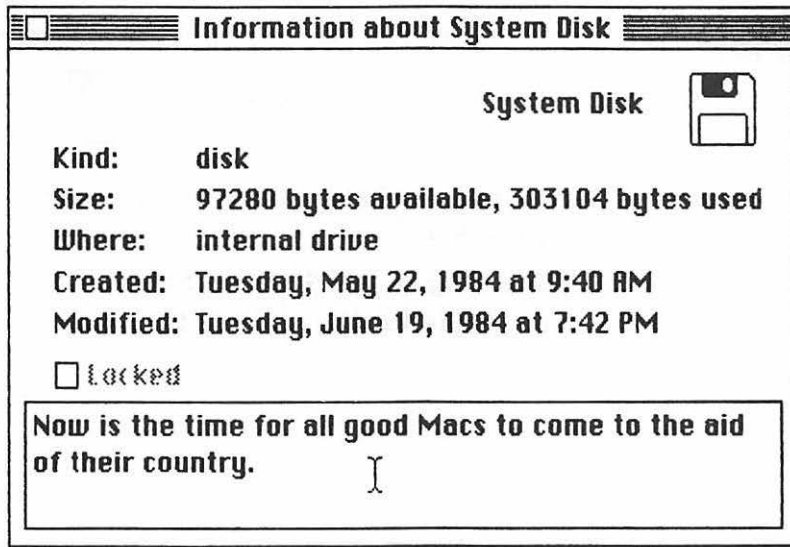 Information about System Disk
System Disk
Kind: disk
Size: 97280 bytes available, 303104 bytes used
Where: internal drive
Created: Tuesday, May 22, 1984 at 9:40 AM
Modified: Tuesday, June 19, 1984 at 7:42 PM
Locked
Now is the time for all good Macs to come to the aid
of their country.